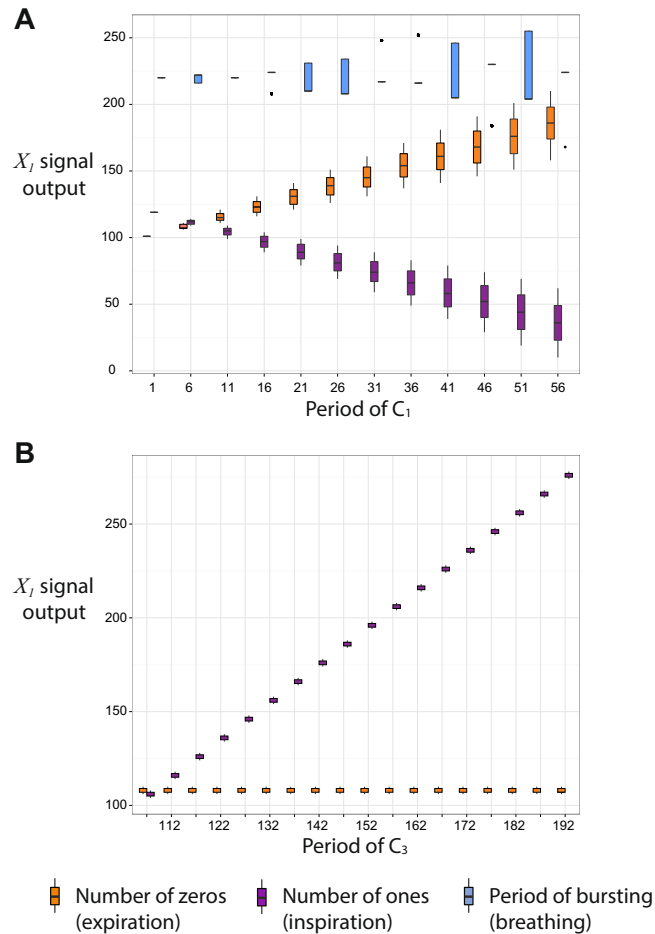 A
250
200
150
100
50
0
X1 signal
output
1 6 11 16 21 26 31 36 41 46 51 56
Period of C1
B
250
200
150
100
X1 signal
output
112 122 132 142 152 162 172 182 192
Period of C3
Number of zeros
(expiration)
Number of ones
(inspiration)
Period of bursting
(breathing)